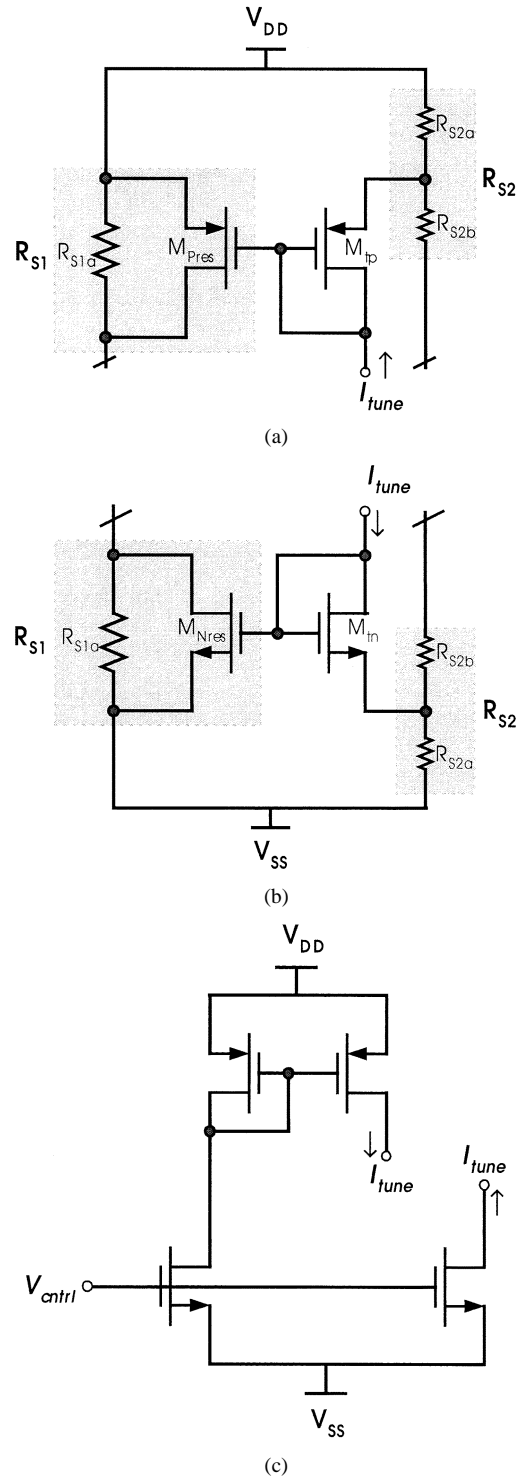 V_DD
R_S2a
R_S2
R_S2b
R_S1
R_S1a
M_Pres
M_tp
I_tune
(a)
I_tune
R_S1
R_S1a
M_Nres
M_tn
R_S2b
R_S2
R_S2a
V_SS
(b)
V_DD
I_tune
I_tune
V_cntrl
V_SS
(c)